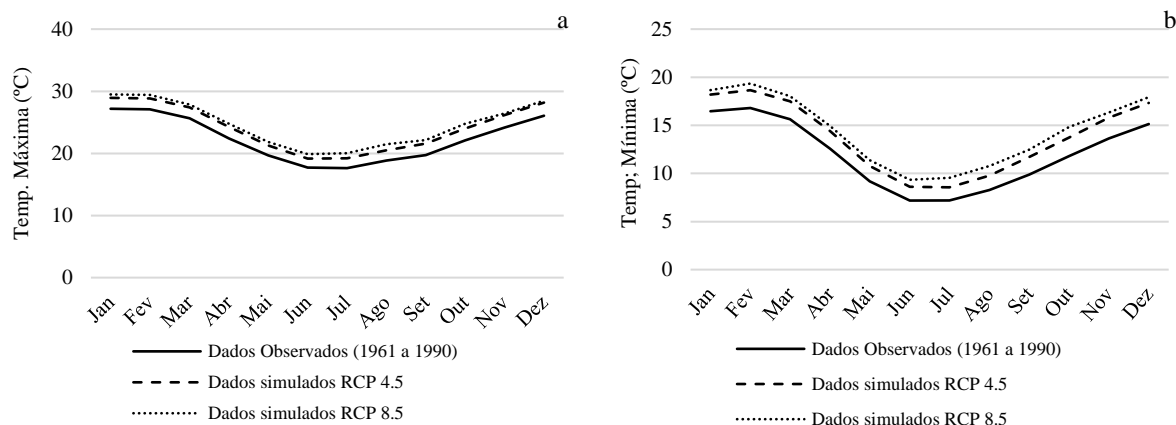 a
Temp. Máxima (ºC)
40
30
20
10
0
Jan
Fev
Mar
Abr
Mai
Jun
Jul
Ago
Set
Out
Nov
Dez
Dados Observados (1961 a 1990)
Dados simulados RCP 4.5
Dados simulados RCP 8.5
b
Temp; Mínima (ºC)
25
20
15
10
5
0
Jan
Fev
Mar
Abr
Mai
Jun
Jul
Ago
Set
Out
Nov
Dez
Dados Observados (1961 a 1990)
Dados simulados RCP 4.5
Dados simulados RCP 8.5